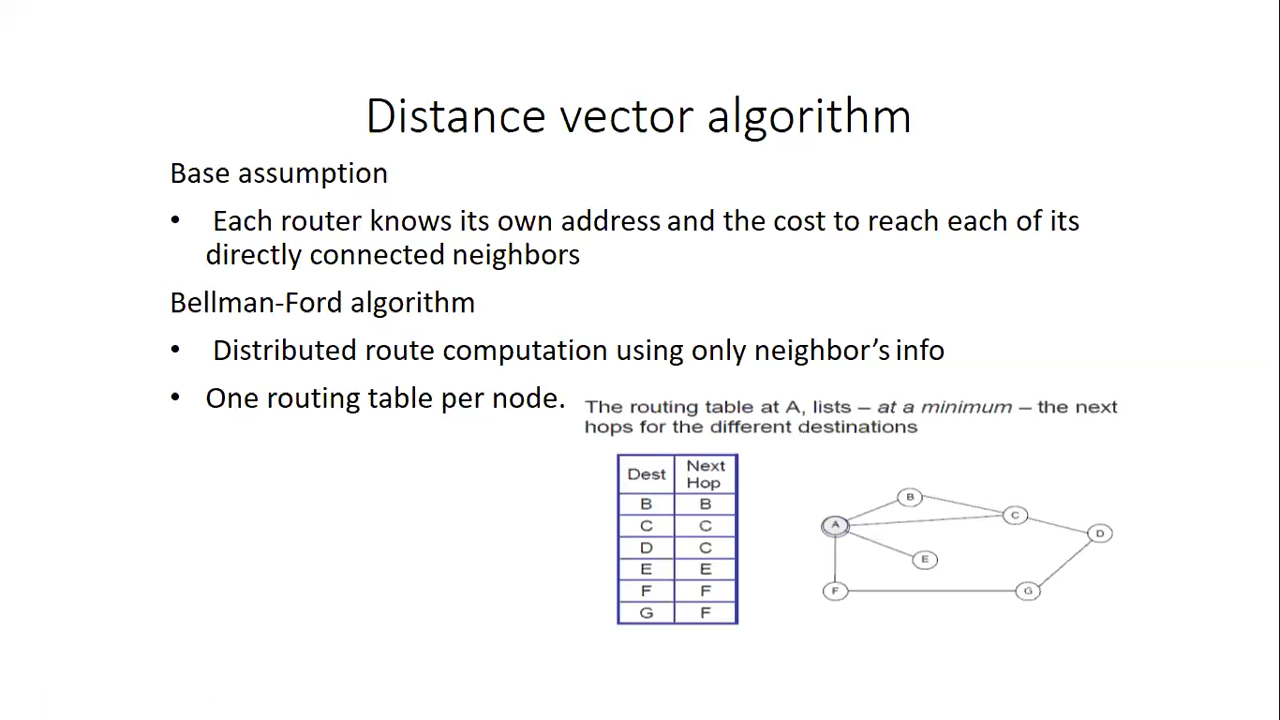 Distance vector algorithm
Base assumption
• Each router knows its own address and the cost to reach each of its
directly connected neighbors
Bellman-Ford algorithm
• Distributed route computation using only neighbor’s info
• One routing table per node.
The routing table at A, lists – at a minimum – the next
hops for the different destinations
Dest Next Hop
B B
C C
D C
E E
F F
G F
A
B
C
D
E
F
G